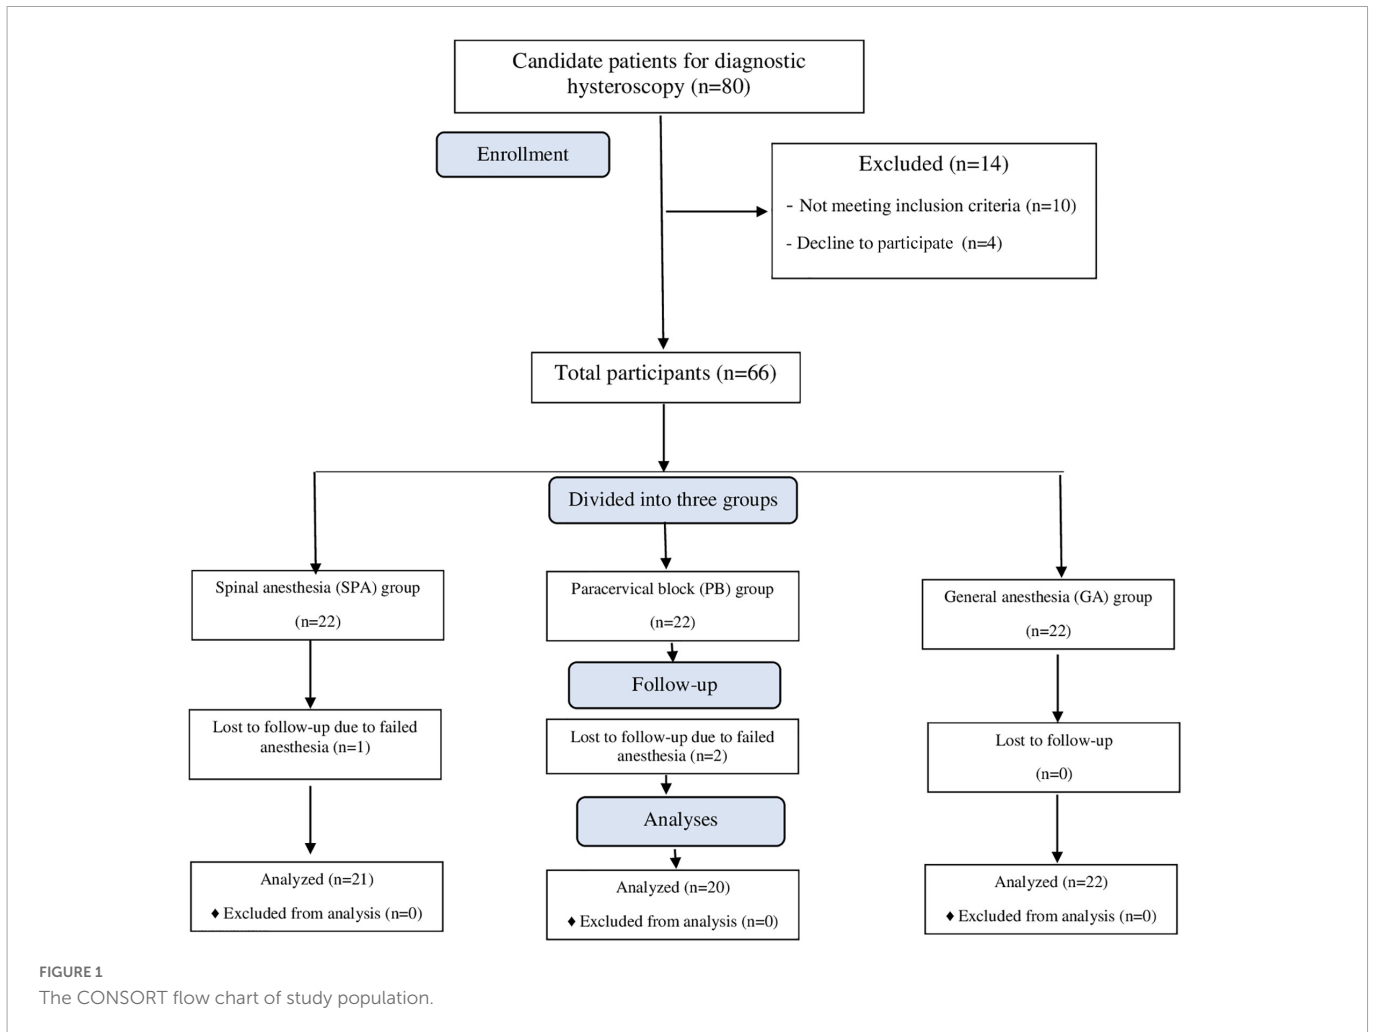 Candidate patients for diagnostic
hysteroscopy (n=80)
Enrollment
Excluded (n=14)
- Not meeting inclusion criteria (n=10)
- Decline to participate (n=4)
Total participants (n=66)
Divided into three groups
Spinal anesthesia (SPA) group
(n=22)
Paracervical block (PB) group
(n=22)
General anesthesia (GA) group
(n=22)
Follow-up
Lost to follow-up due to failed
anesthesia (n=1)
Lost to follow-up due to failed
anesthesia (n=2)
Lost to follow-up
(n=0)
Analyses
Analyzed (n=21)
♦ Excluded from analysis (n=0)
Analyzed (n=20)
♦ Excluded from analysis (n=0)
Analyzed (n=22)
♦ Excluded from analysis (n=0)
FIGURE 1
The CONSORT flow chart of study population.